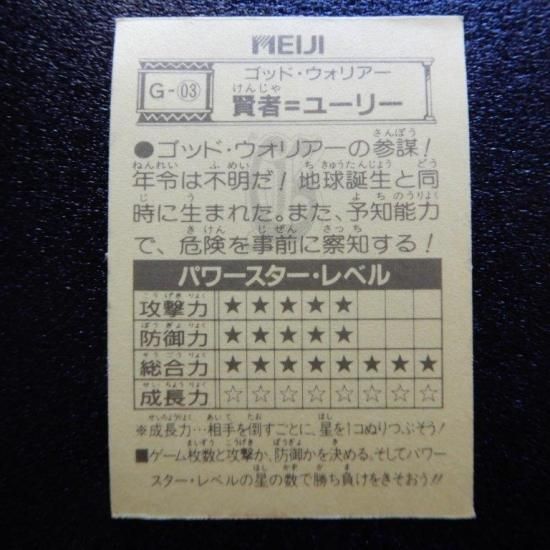 MEIJI
G-03
ゴッド・ウォリアー
けんじゃ
賢者=ユーリー
さんぼう
●ゴッド・ウォリアーの参謀!
ねんれい ふめい ちきゅうたんじょう どう
年令は不明だ! 地球誕生と同
じ う よち のうりょく
時に生まれた。また、予知能力
きけん じぜん さっち
で、危険を事前に察知する!
パワースター・レベル
こうげきりょく
攻撃力 ★★★★★
ぼうぎょりょく
防御力 ★★★★★
そうごうりょく
総合力 ★★★★★★★★
せいちょうりょく
成長力 ☆☆☆☆☆☆☆☆
せいちょうりょく あいて たお ほし
※成長力…相手を倒すごとに、星を1コぬりつぶそう!
まいすう こうげき ぼうぎょ き
■ゲーム枚数と攻撃か、防御かを決める。そしてパワー
ほし かず か ま
スター・レベルの星の数で勝ち負けをきそおう!!